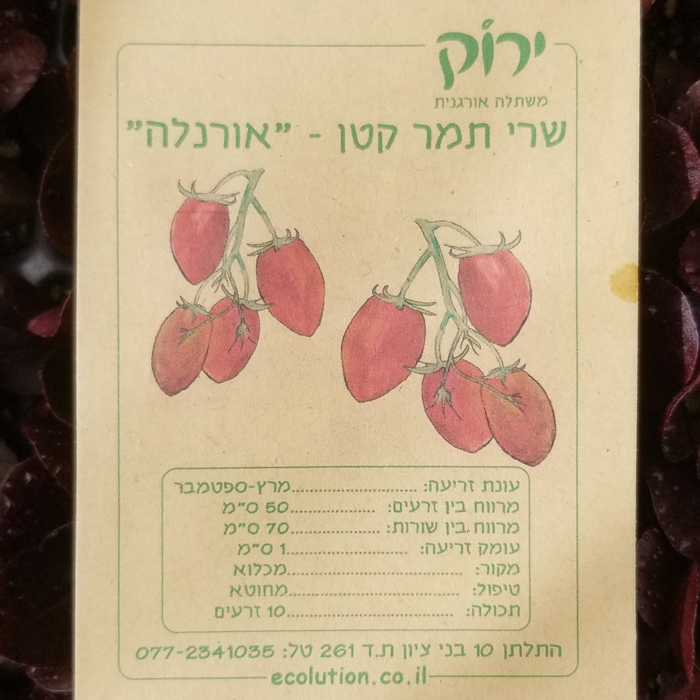 ירוק
משתלה אורגנית
שרי תמר קטן - "אורנלה"
עונת זריעה:......................מרץ-ספטמבר
מרווח בין זרעים: ....................50 ס"מ
מרווח בין שורות:.....................70 ס"מ
עומק זריעה: ............................1 ס"מ
מקור: ........................................מכלוא
טיפול: .......................................מחוטא
תכולה: ......................................10 זרעים
התלתן 10 בני ציון ת.ד 261 טל: 077-2341035
ecolution.co.il